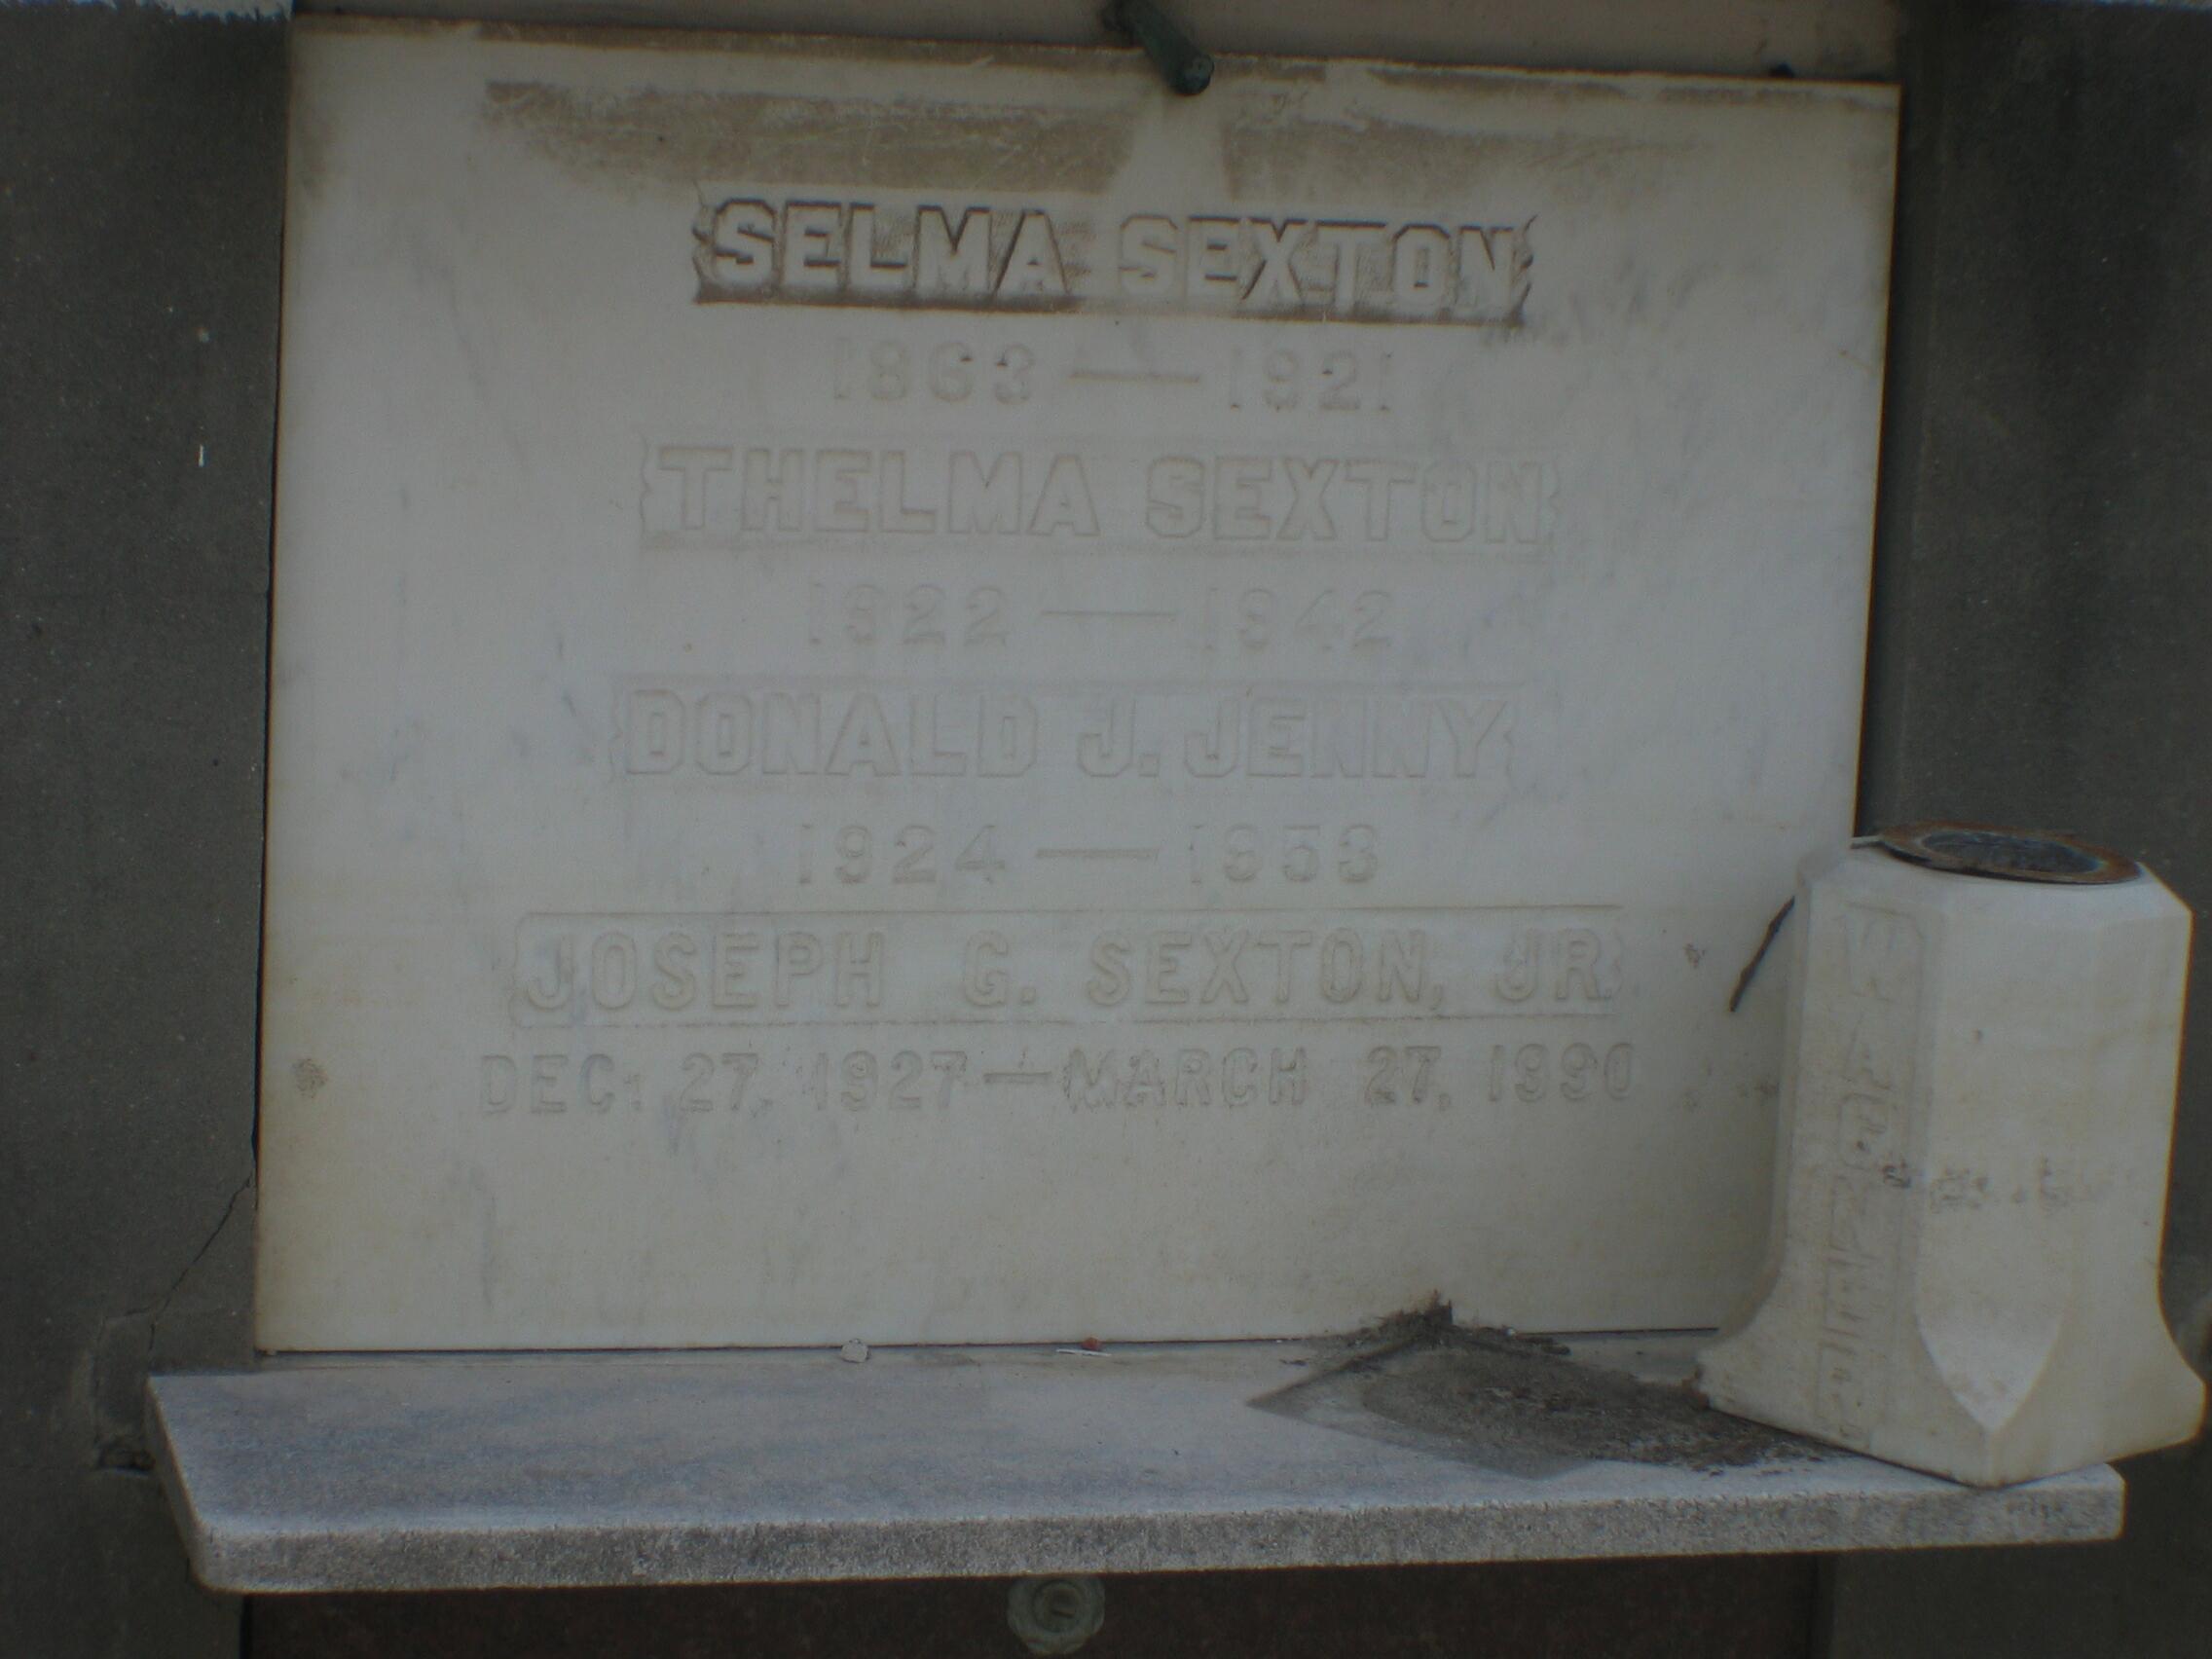 SELMA SEXTON
1863 — 1921
THELMA SEXTON
1922 — 1942
DONALD J. JENNY
1924 — 1953
JOSEPH G. SEXTON, JR.
DEC. 27, 1927 — MARCH 27, 1990